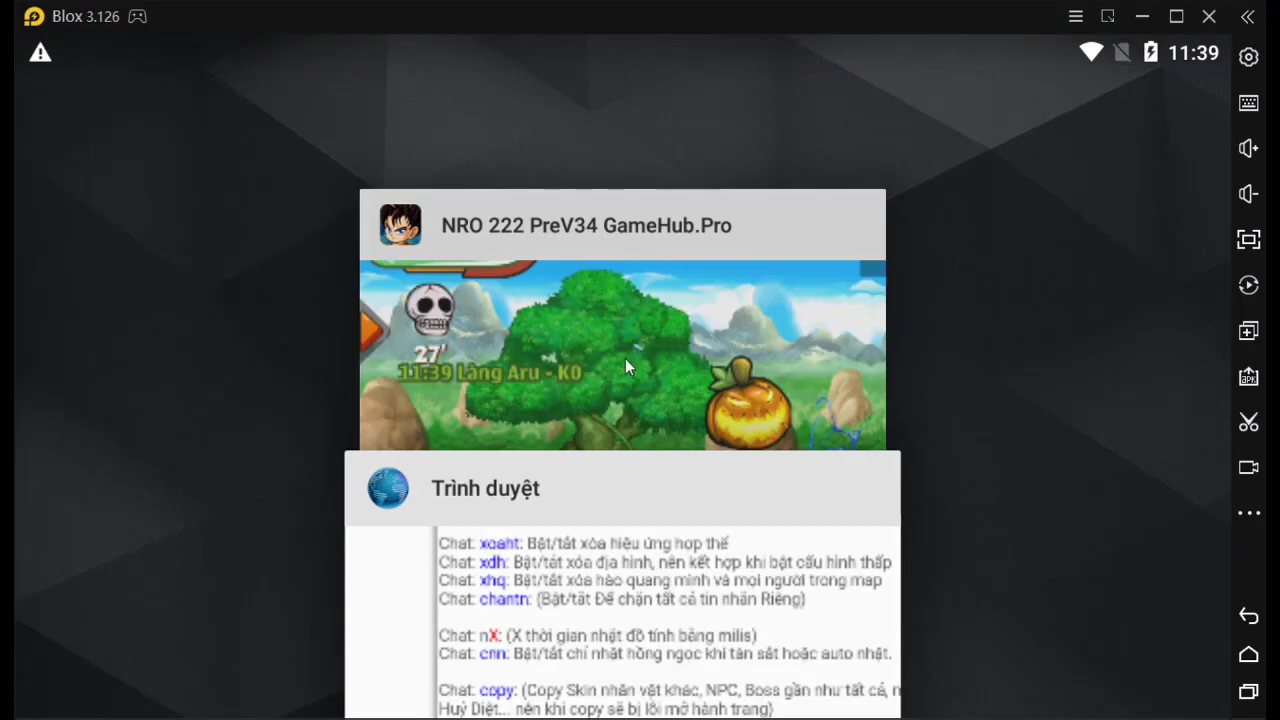 Blox 3.126
11:39
NRO 222 PreV34 GameHub.Pro
27'
11:39 Làng Aru - K0
Trình duyệt
Chat: xoaht: Bật/tắt xóa hiệu ứng hợp thể
Chat: xdh: Bật/tắt xóa địa hình, nên kết hợp khi bật cấu hình thấp
Chat: xhq: Bật/tắt xóa hào quang mình và mọi người trong map
Chat: chantn: (Bật/tắt Để chặn tất cả tin nhắn Riêng)
Chat: nX: (X thời gian nhặt đồ tính bằng milis)
Chat: cnn: Bật/tắt chỉ nhặt hồng ngọc khi tàn sát hoặc auto nhặt.
Chat: copy: (Copy Skin nhân vật khác, NPC, Boss gần như tất cả, n
Huỷ Diệt... nên khi copy sẽ bị lỗi mở hành trang)
APK